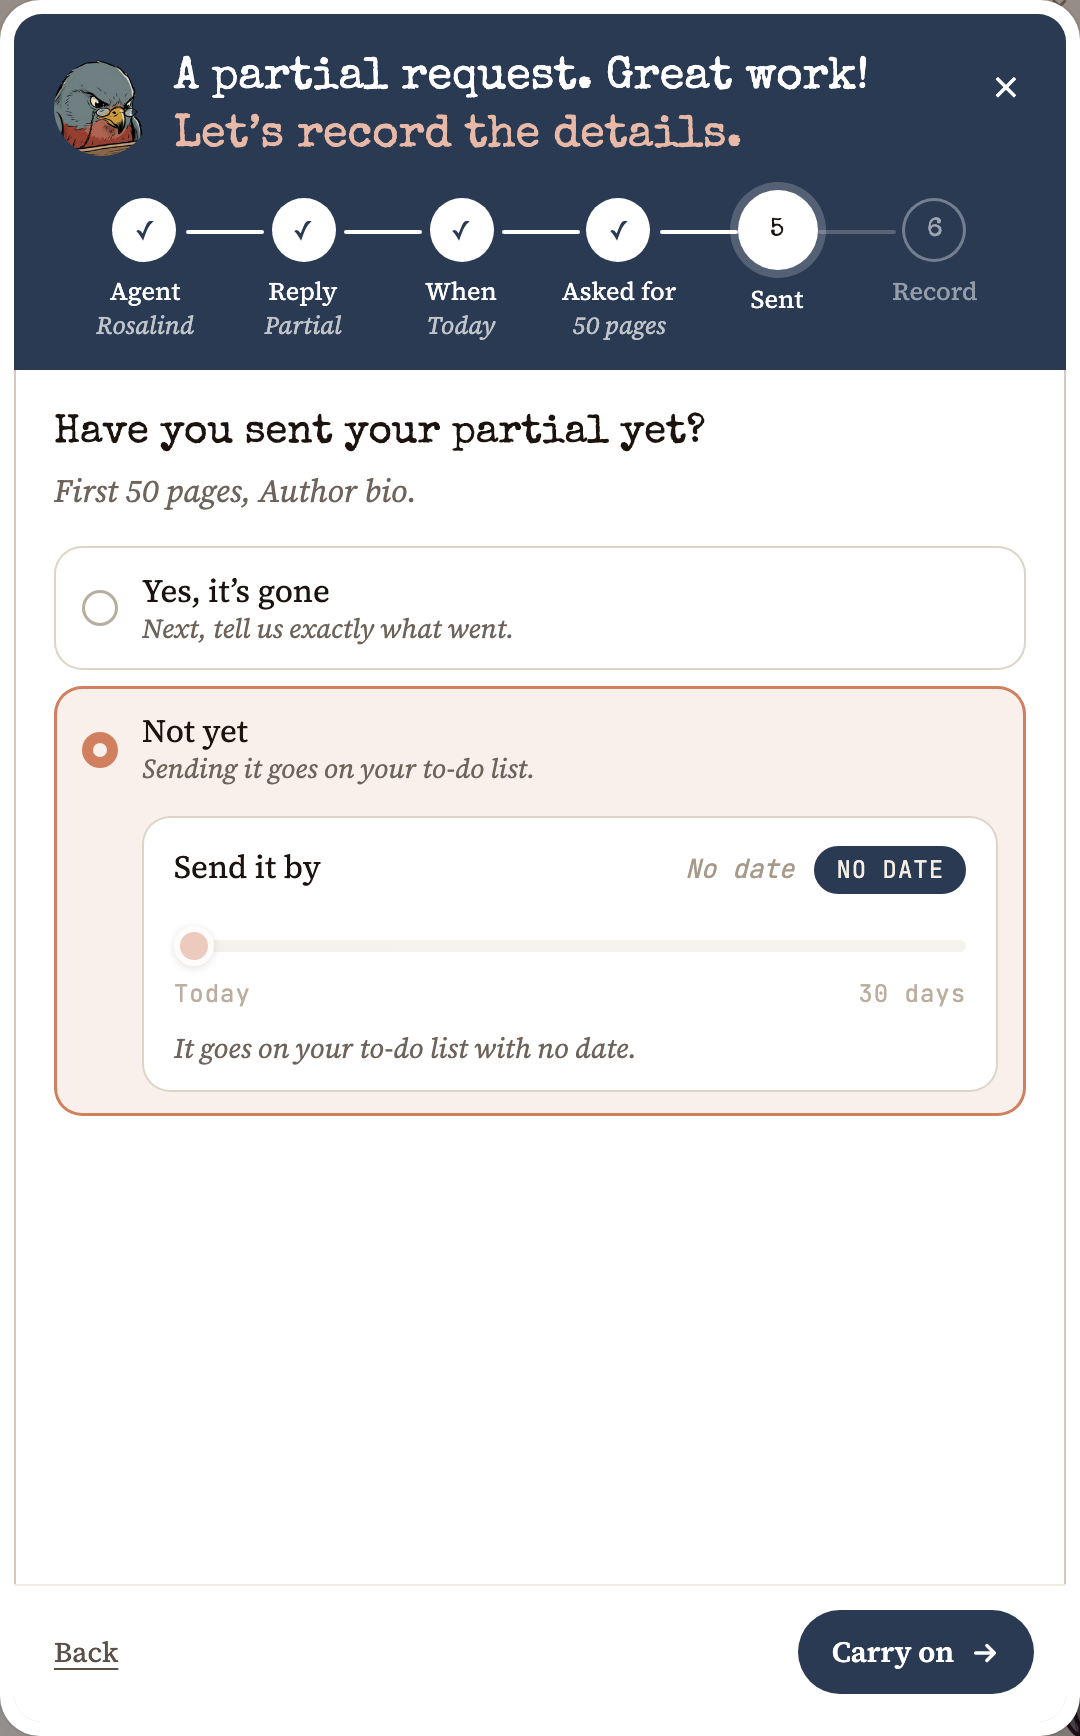 A partial request. Great work!
Let’s record the details.
✓ ✓ ✓ ✓ 5 6
Agent Reply When Asked for Sent Record
Rosalind Partial Today 50 pages
Have you sent your partial yet?
First 50 pages, Author bio.
Yes, it’s gone
Next, tell us exactly what went.
Not yet
Sending it goes on your to-do list.
Send it by No date NO DATE
Today 30 days
It goes on your to-do list with no date.
Back Carry on →